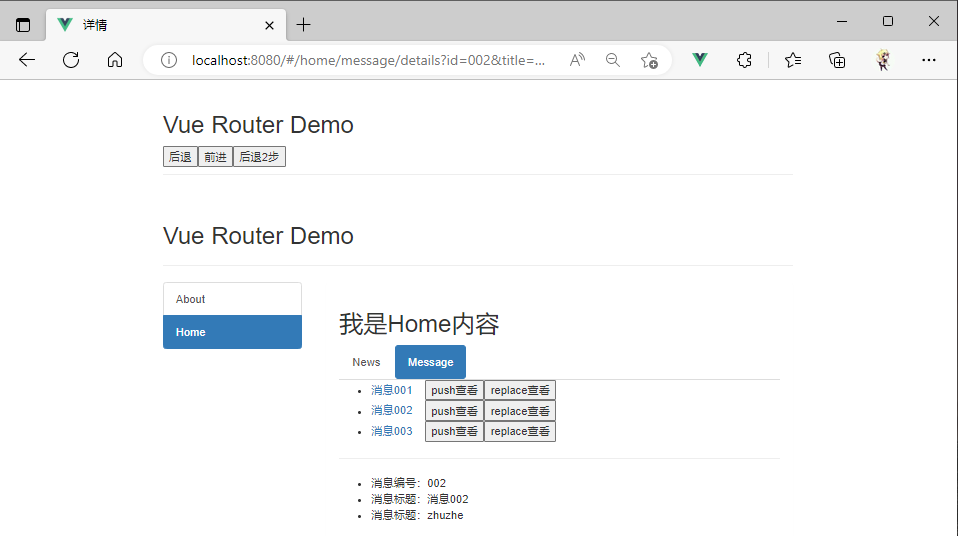 详情
localhost:8080/#/home/message/details?id=002&title=...
Vue Router Demo
后退 前进 后退2步
Vue Router Demo
About
Home
我是Home内容
News Message
消息001 push查看 replace查看
消息002 push查看 replace查看
消息003 push查看 replace查看
消息编号：002
消息标题：消息002
消息标题：zhuzhe